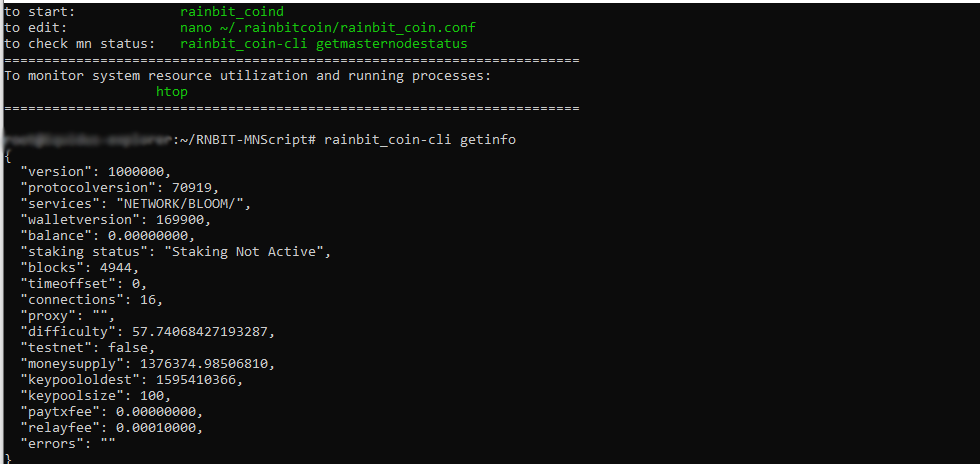 to start: rainbit_coind
to edit: nano ~/.rainbitcoin/rainbit_coin.conf
to check mn status: rainbit_coin-cli getmasternodestatus
========================================================================
To monitor system resource utilization and running processes:
htop
========================================================================
:~/RNBIT-MNScript# rainbit_coin-cli getinfo
{
"version": 1000000,
"protocolversion": 70919,
"services": "NETWORK/BLOOM/",
"walletversion": 169900,
"balance": 0.00000000,
"staking status": "Staking Not Active",
"blocks": 4944,
"timeoffset": 0,
"connections": 16,
"proxy": "",
"difficulty": 57.74068427193287,
"testnet": false,
"moneysupply": 1376374.98506810,
"keypoololdest": 1595410366,
"keypoolsize": 100,
"paytxfee": 0.00000000,
"relayfee": 0.00010000,
"errors": ""
}